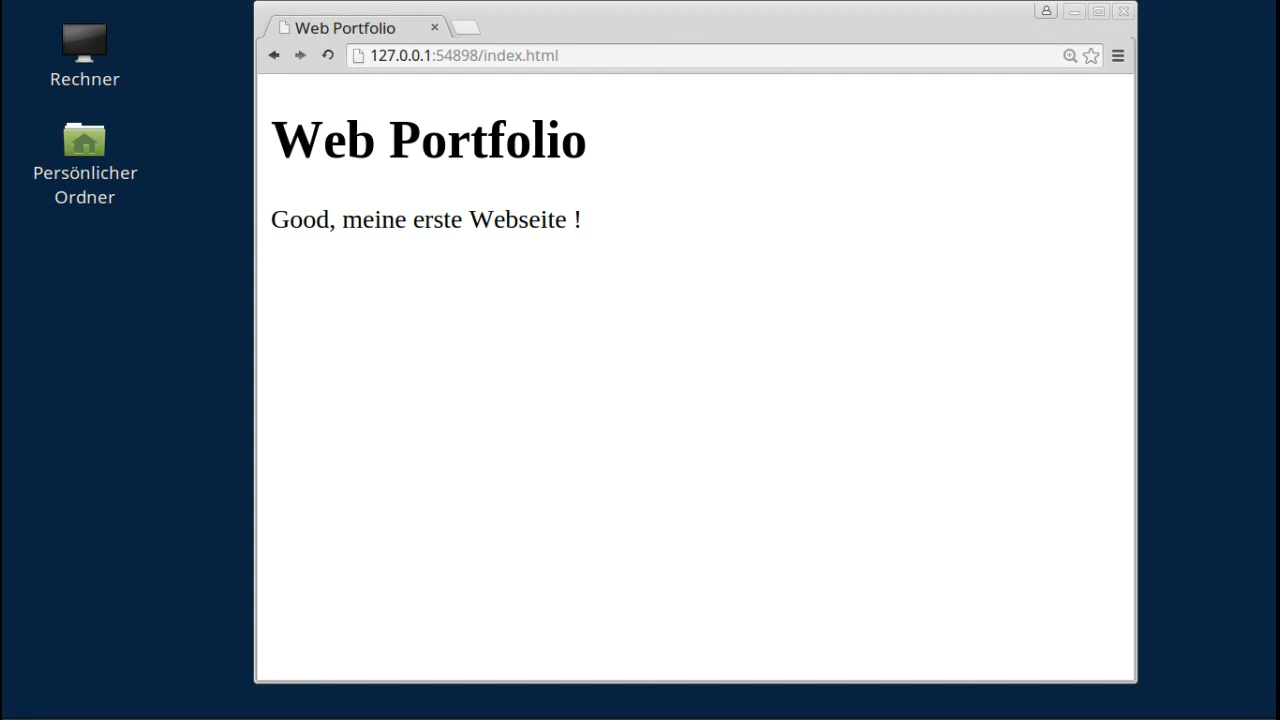 Rechner
Persönlicher
Ordner
Web Portfolio
127.0.0.1:54898/index.html
Web Portfolio
Good, meine erste Webseite !